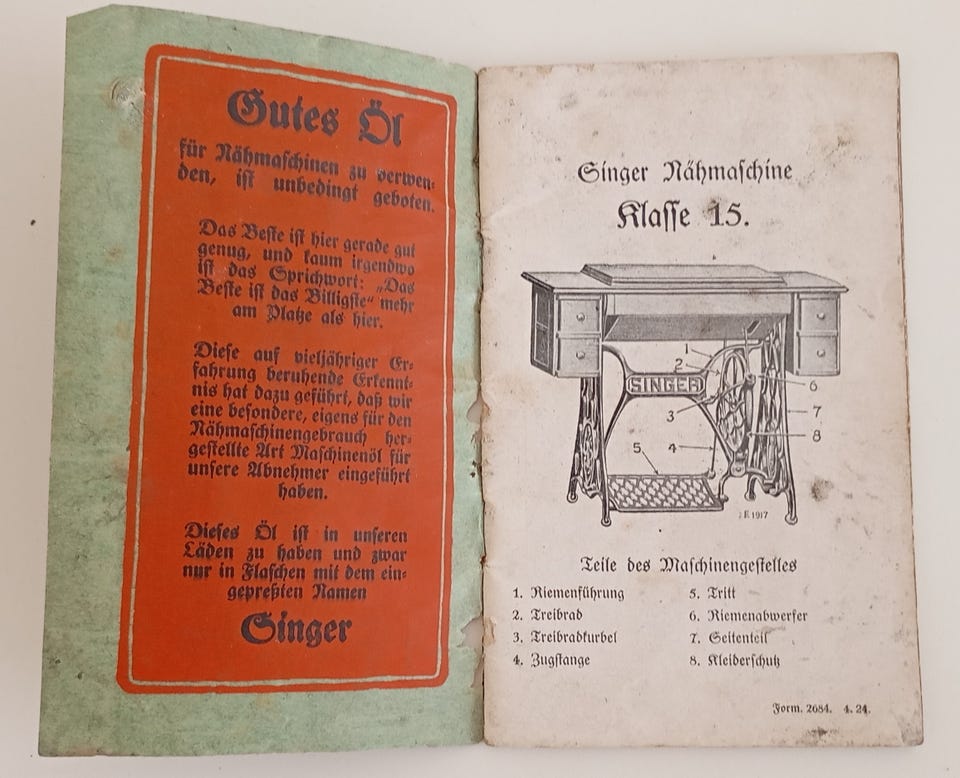 Gutes Öl
für Nähmaschinen zu verwen-
den, ist unbedingt geboten.
Das Beste ist hier gerade gut
genug, und kaum irgendwo
ist das Sprichwort: „Das
Beste ist das Billigste“ mehr
am Platze als hier.
Diese auf vieljähriger Er-
fahrung beruhende Erkennt-
nis hat dazu geführt, daß wir
eine besondere, eigens für den
Nähmaschinengebrauch her-
gestellte Art Maschinenöl für
unsere Abnehmer eingeführt
haben.
Dieses Öl ist in unseren
Läden zu haben und zwar
nur in Flaschen mit dem ein-
gepreßten Namen
Singer
Singer Nähmaschine
Klasse 15.
SINGER
1
2
3
4
5
6
7
8
E 1917
Teile des Maschinengestelles
1. Riemenführung
2. Treibrad
3. Treibradkurbel
4. Zugstange
5. Tritt
6. Riemenabwerfer
7. Seitenteil
8. Kleiderschutz
Form. 2684. 4. 24.